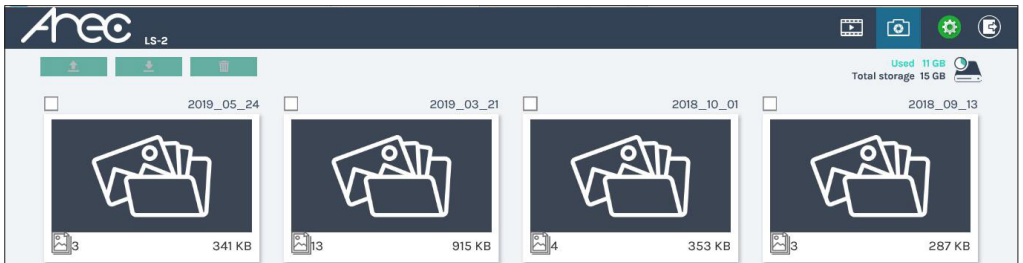 Arec LS-2
Used 11 GB
Total storage 15 GB
2019_05_24
2019_03_21
2018_10_01
2018_09_13
3 341 KB
13 915 KB
4 353 KB
3 287 KB